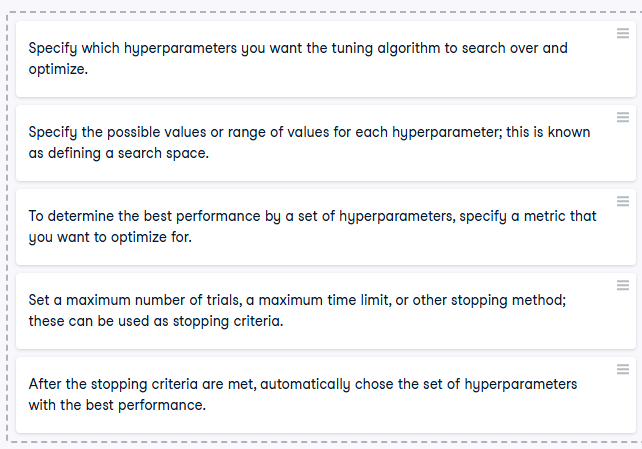 Specify which hyperparameters you want the tuning algorithm to search over and
optimize.
Specify the possible values or range of values for each hyperparameter; this is known
as defining a search space.
To determine the best performance by a set of hyperparameters, specify a metric that
you want to optimize for.
Set a maximum number of trials, a maximum time limit, or other stopping method;
these can be used as stopping criteria.
After the stopping criteria are met, automatically chose the set of hyperparameters
with the best performance.